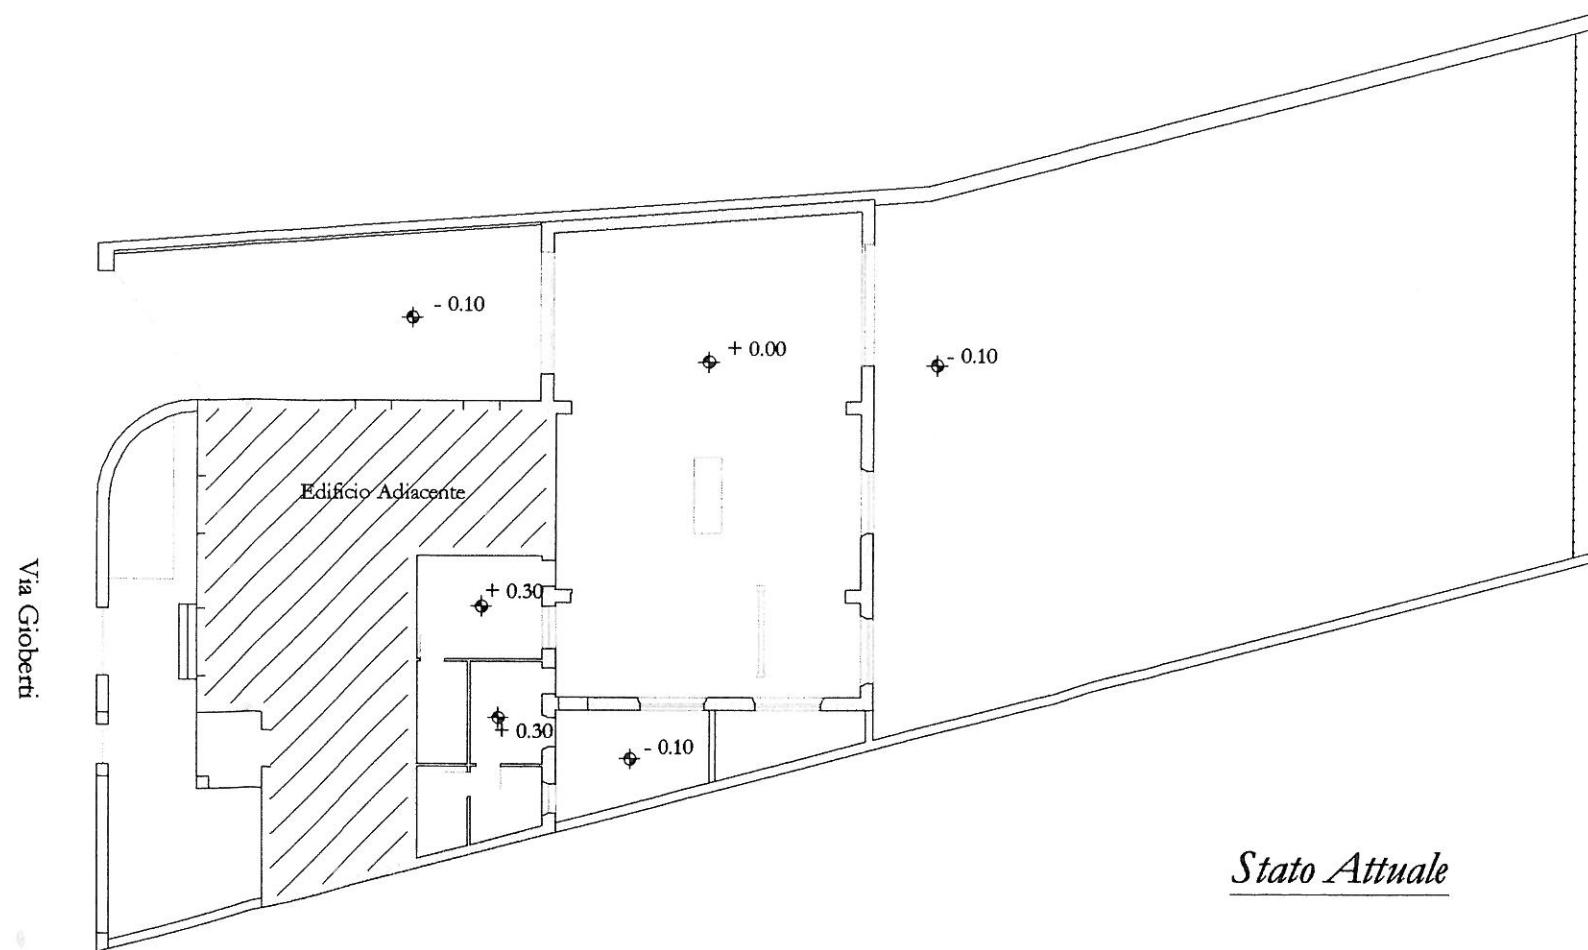 - 0.10
+ 0.00
- 0.10
Edificio Adiacente
+ 0.30
Via Gioberti
+ 0.30
- 0.10
Stato Attuale